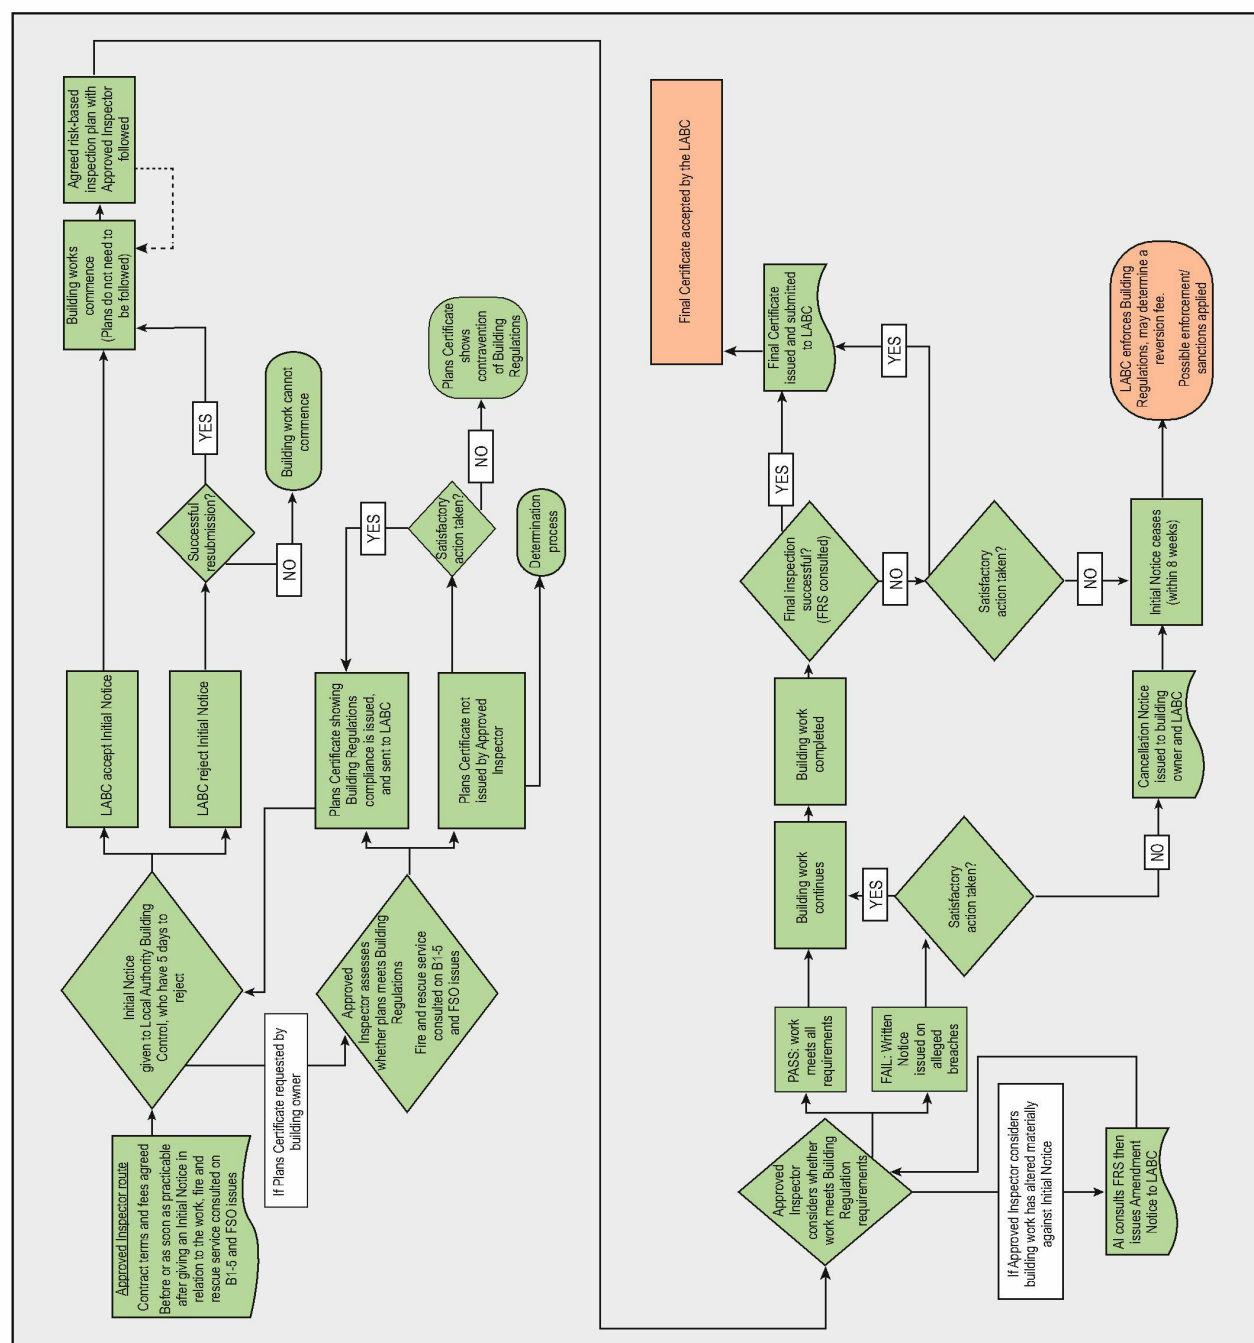 Approved Inspector route
Contract terms and fees agreed
Before or as soon as practicable
after giving an Initial Notice in
relation to the work, fire and
rescue service consulted on
B1-5 and FSO issues
Initial Notice
given to Local Authority Building
Control, who have 5 days to
reject
If Plans Certificate requested by
building owner
Approved
Inspector assesses
whether plans meets Building
Regulations
Fire and rescue service
consulted on B1-5
and FSO issues
LABC accept Initial Notice
LABC reject Initial Notice
Plans Certificate showing
Building Regulations
compliance is issued,
and sent to LABC
Plans Certificate not
issued by Approved
Inspector
Successful
resubmission?
YES
NO
Building work cannot
commence
Satisfactory
action taken?
YES
NO
Determination
process
Plans Certificate
shows
contravention
of Building
Regulations
Building works
commence
(Plans do not need to
be followed)
Agreed risk-based
inspection plan with
Approved Inspector
followed
Approved
Inspector
considers whether
work meets Building
Regulation
requirements
If Approved Inspector considers
building work has altered materially
against Initial Notice
AI consults FRS then
issues Amendment
Notice to LABC
PASS: work
meets all
requirements
FAIL: Written
Notice
issued on
alleged
breaches
Building work
continues
YES
Satisfactory
action taken?
NO
Building work
completed
Cancellation Notice
issued to building
owner and LABC
Final inspection
successful?
(FRS consulted)
YES
NO
Satisfactory
action taken?
YES
NO
Initial Notice ceases
(within 8 weeks)
Final Certificate
issued and submitted
to LABC
Final Certificate accepted by the LABC
LABC enforces Building
Regulations, may determine a
reversion fee.
Possible enforcement/
sanctions applied